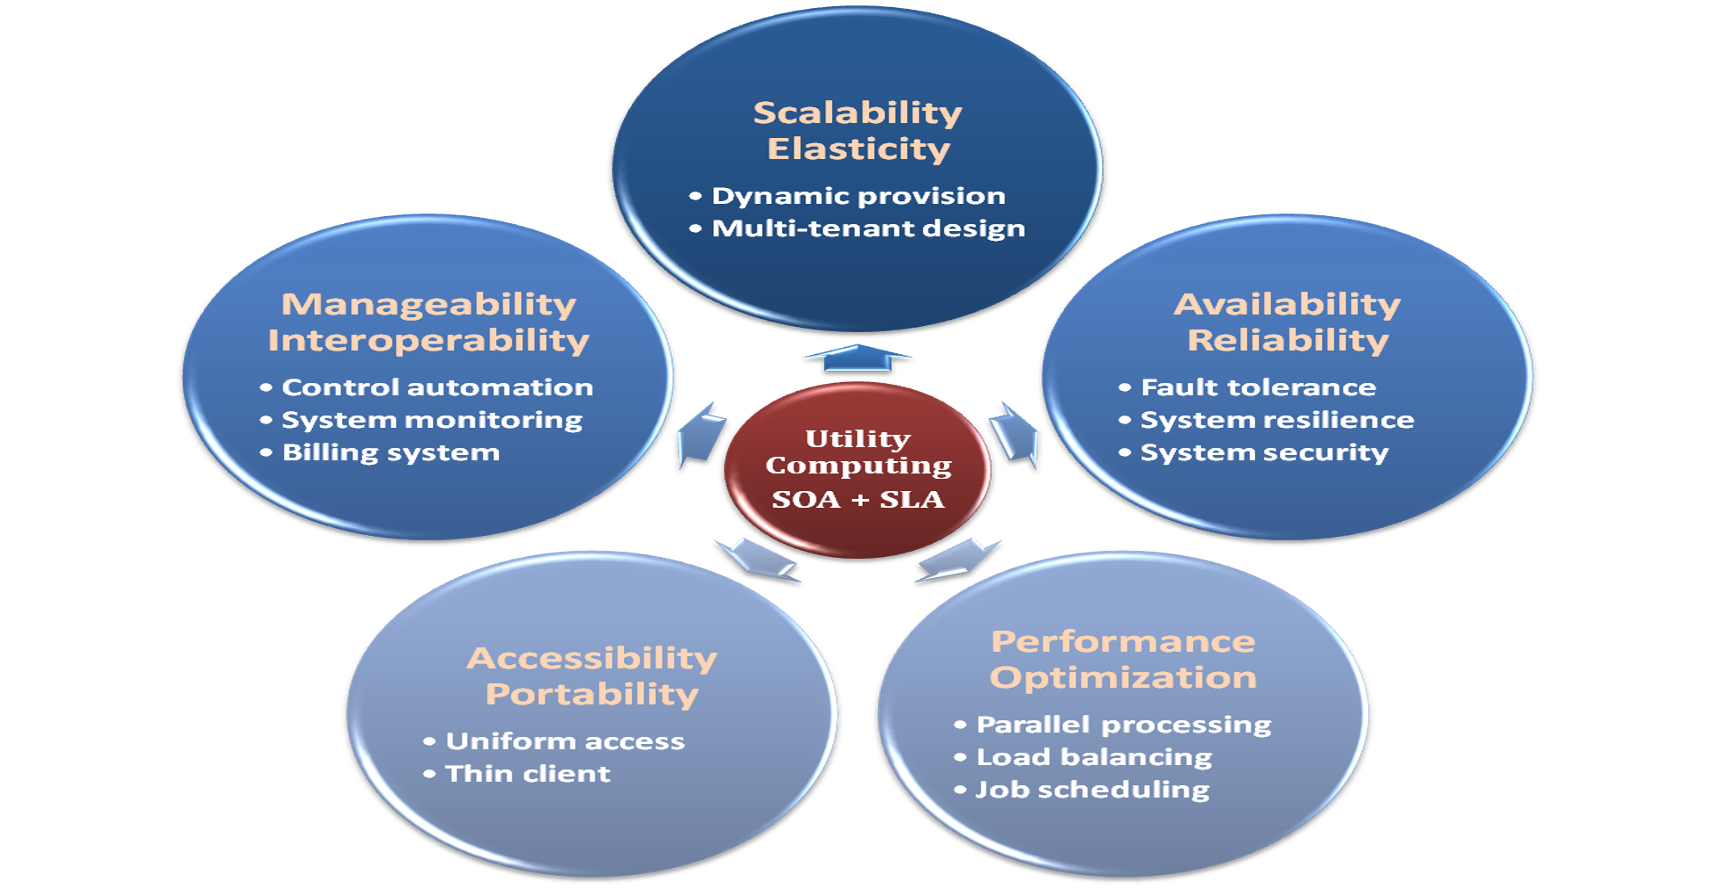 Scalability
Elasticity
• Dynamic provision
• Multi-tenant design
Manageability
Interoperability
• Control automation
• System monitoring
• Billing system
Availability
Reliability
• Fault tolerance
• System resilience
• System security
Utility
Computing
SOA + SLA
Accessibility
Portability
• Uniform access
• Thin client
Performance
Optimization
• Parallel processing
• Load balancing
• Job scheduling